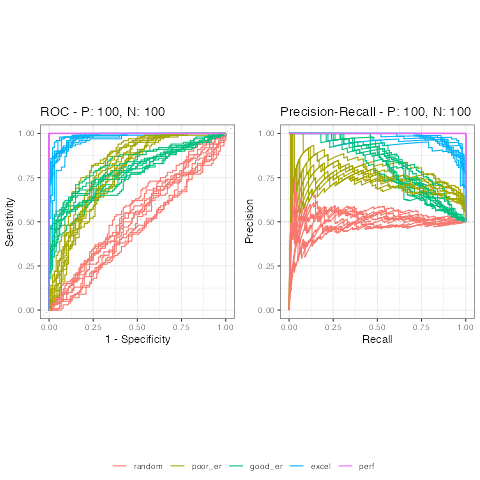 ROC - P: 100, N: 100
1.00
0.75
0.50
0.25
0.00
Sensitivity
0.00 0.25 0.50 0.75 1.00
1 - Specificity
Precision-Recall - P: 100, N: 100
1.00
0.75
0.50
0.25
0.00
Precision
0.00 0.25 0.50 0.75 1.00
Recall
random poor_er good_er excel perf